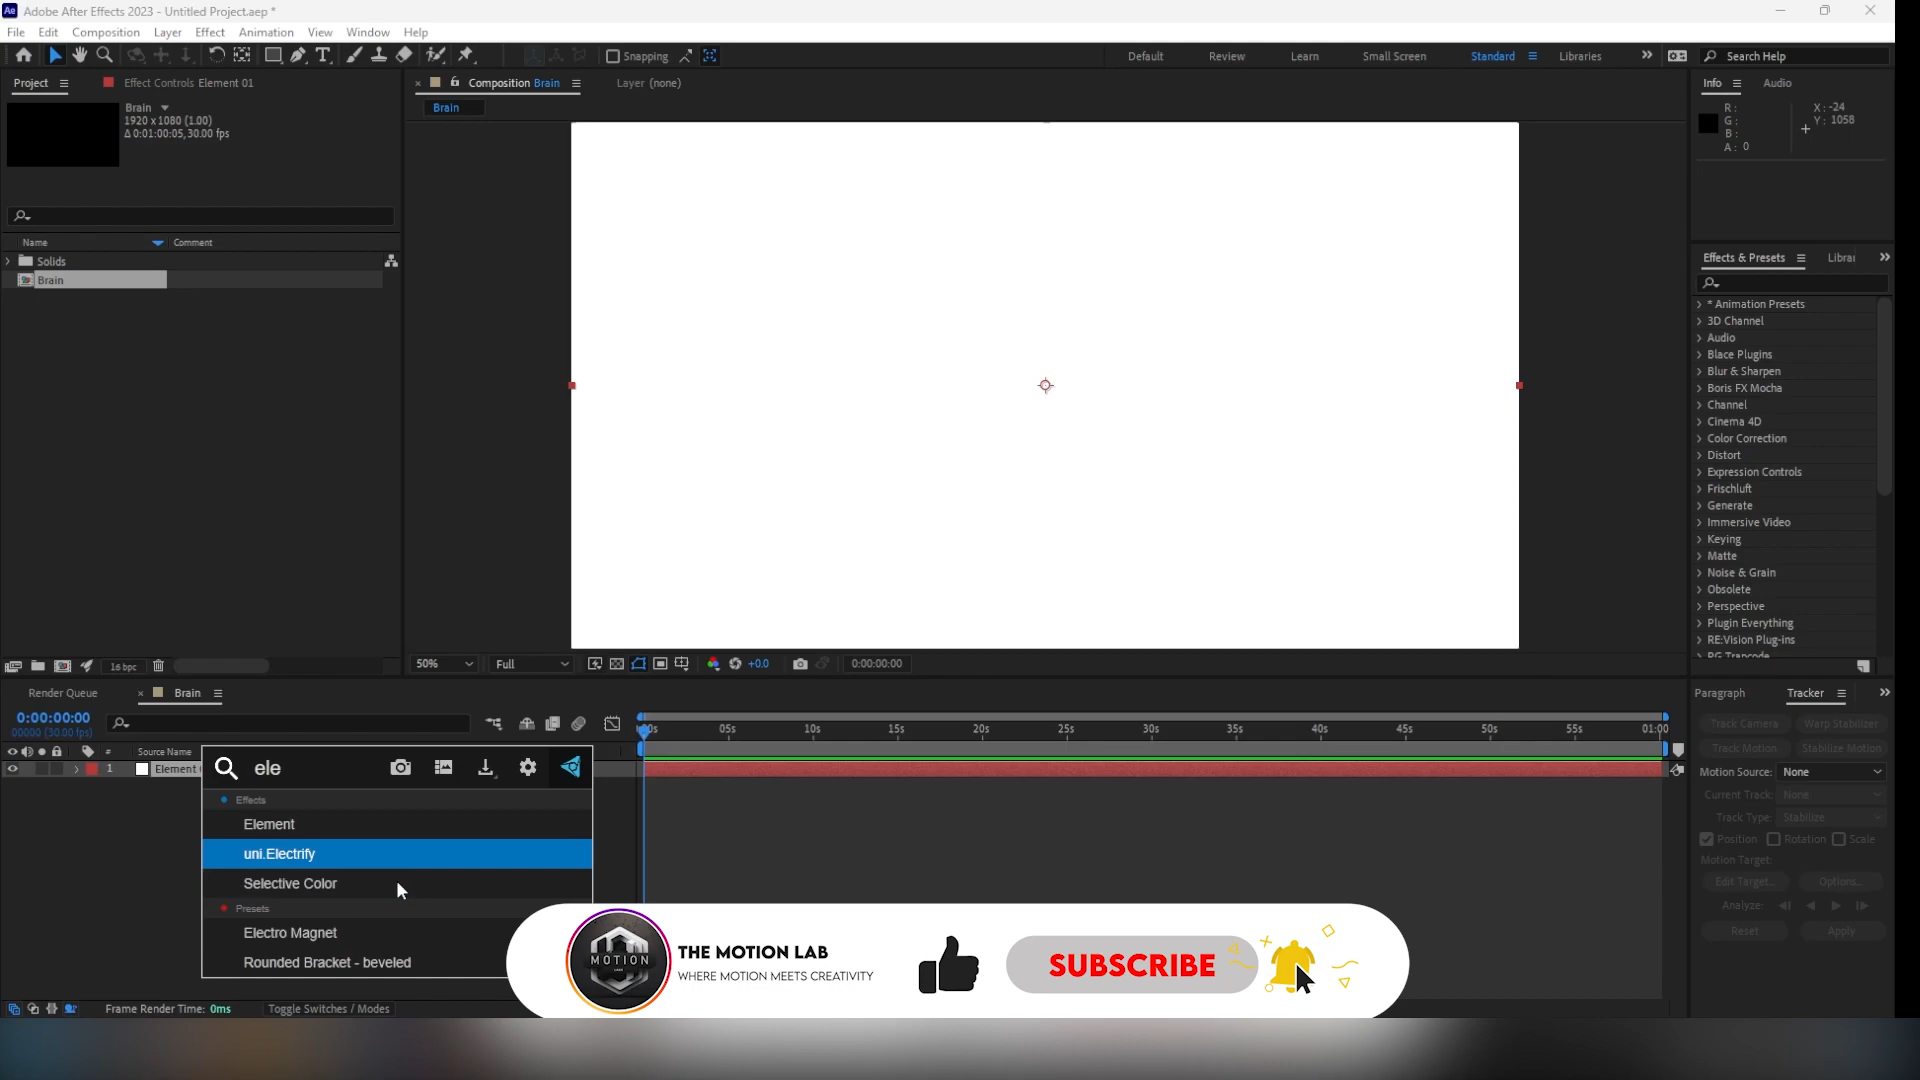 Adobe After Effects 2023 - Untitled Project.aep *
File Edit Composition Layer Effect Animation View Window Help
Snapping
Default Review Learn Small Screen Standard Libraries
Search Help
Project
Effect Controls Element 01
Brain
1920 x 1080 (1.00)
Δ 0:01:00:05, 30.00 fps
Name Comment
Solids
Brain
16 bpc
Composition Brain
Layer (none)
Brain
50% Full +0.0 0:00:00:00
Info Audio
R:
G:
B:
A: 0
X: -24
Y: 1058
Effects & Presets Librai
* Animation Presets
3D Channel
Audio
Blace Plugins
Blur & Sharpen
Boris FX Mocha
Channel
Cinema 4D
Color Correction
Distort
Expression Controls
Frischluft
Generate
Immersive Video
Keying
Matte
Noise & Grain
Obsolete
Perspective
Plugin Everything
RE:Vision Plug-ins
RG Trapcode
Render Queue Brain
0:00:00:00
00000 (30.00 fps)
# Source Name
1 Element
05s 10s 15s 20s 25s 30s 35s 40s 45s 50s 55s 01:00
ele
Effects
Element
uni.Electrify
Selective Color
Presets
Electro Magnet
Rounded Bracket - beveled
Frame Render Time: 0ms
Toggle Switches / Modes
MOTION
THE MOTION LAB
WHERE MOTION MEETS CREATIVITY
SUBSCRIBE
Paragraph Tracker
Track Camera Warp Stabilizer
Track Motion Stabilize Motion
Motion Source: None
Current Track: None
Track Type: Stabilize
Position Rotation Scale
Motion Target:
Edit Target... Options...
Analyze:
Reset Apply